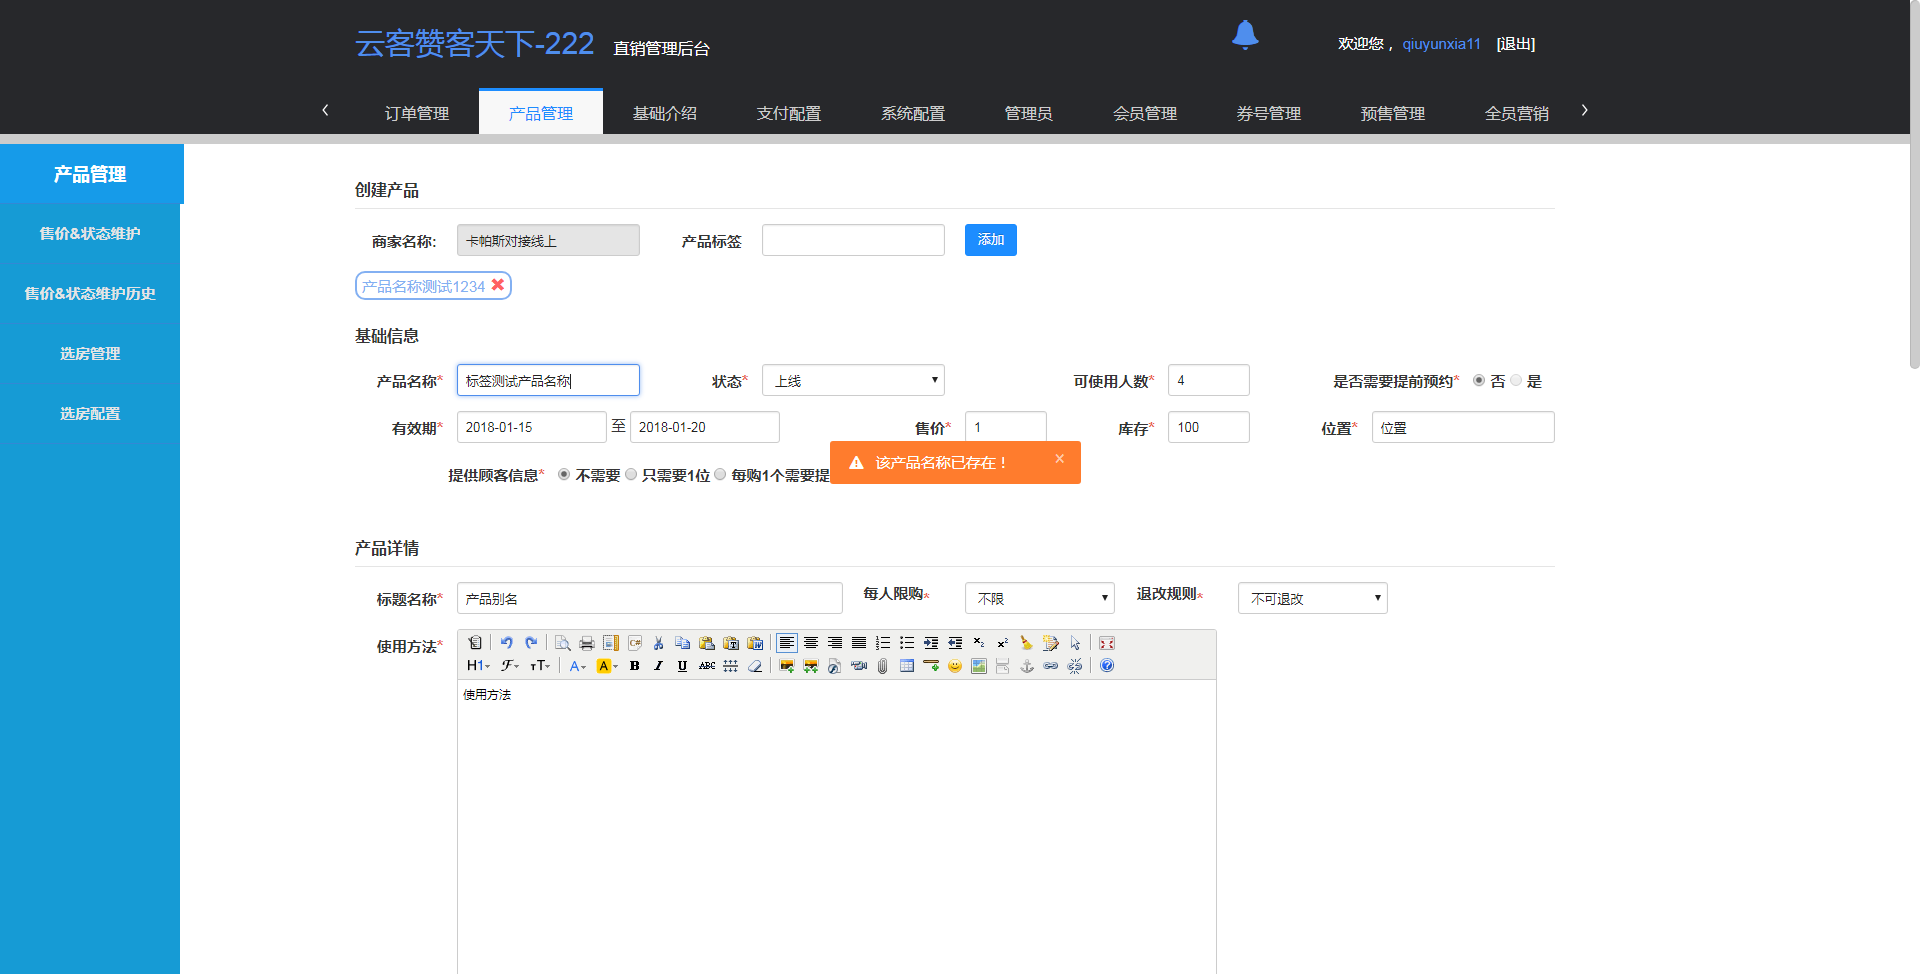 云客赞客天下-222 直销管理后台
欢迎您， qiuyunxia11 [退出]
订单管理 产品管理 基础介绍 支付配置 系统配置 管理员 会员管理 券号管理 预售管理 全员营销
产品管理
售价&状态维护
售价&状态维护历史
选房管理
选房配置
创建产品
商家名称: 卡帕斯对接线上 产品标签 添加
产品名称测试1234
基础信息
产品名称* 标签测试产品名称 状态* 上线 可使用人数* 4 是否需要提前预约* 否 是
有效期* 2018-01-15 至 2018-01-20 售价* 1 库存* 100 位置* 位置
该产品名称已存在！ ×
提供顾客信息* 不需要 只需要1位 每购1个需要提
产品详情
标题名称* 产品别名 每人限购* 不限 退改规则* 不可退改
使用方法*
H1 F TT A A B I U ABC
使用方法